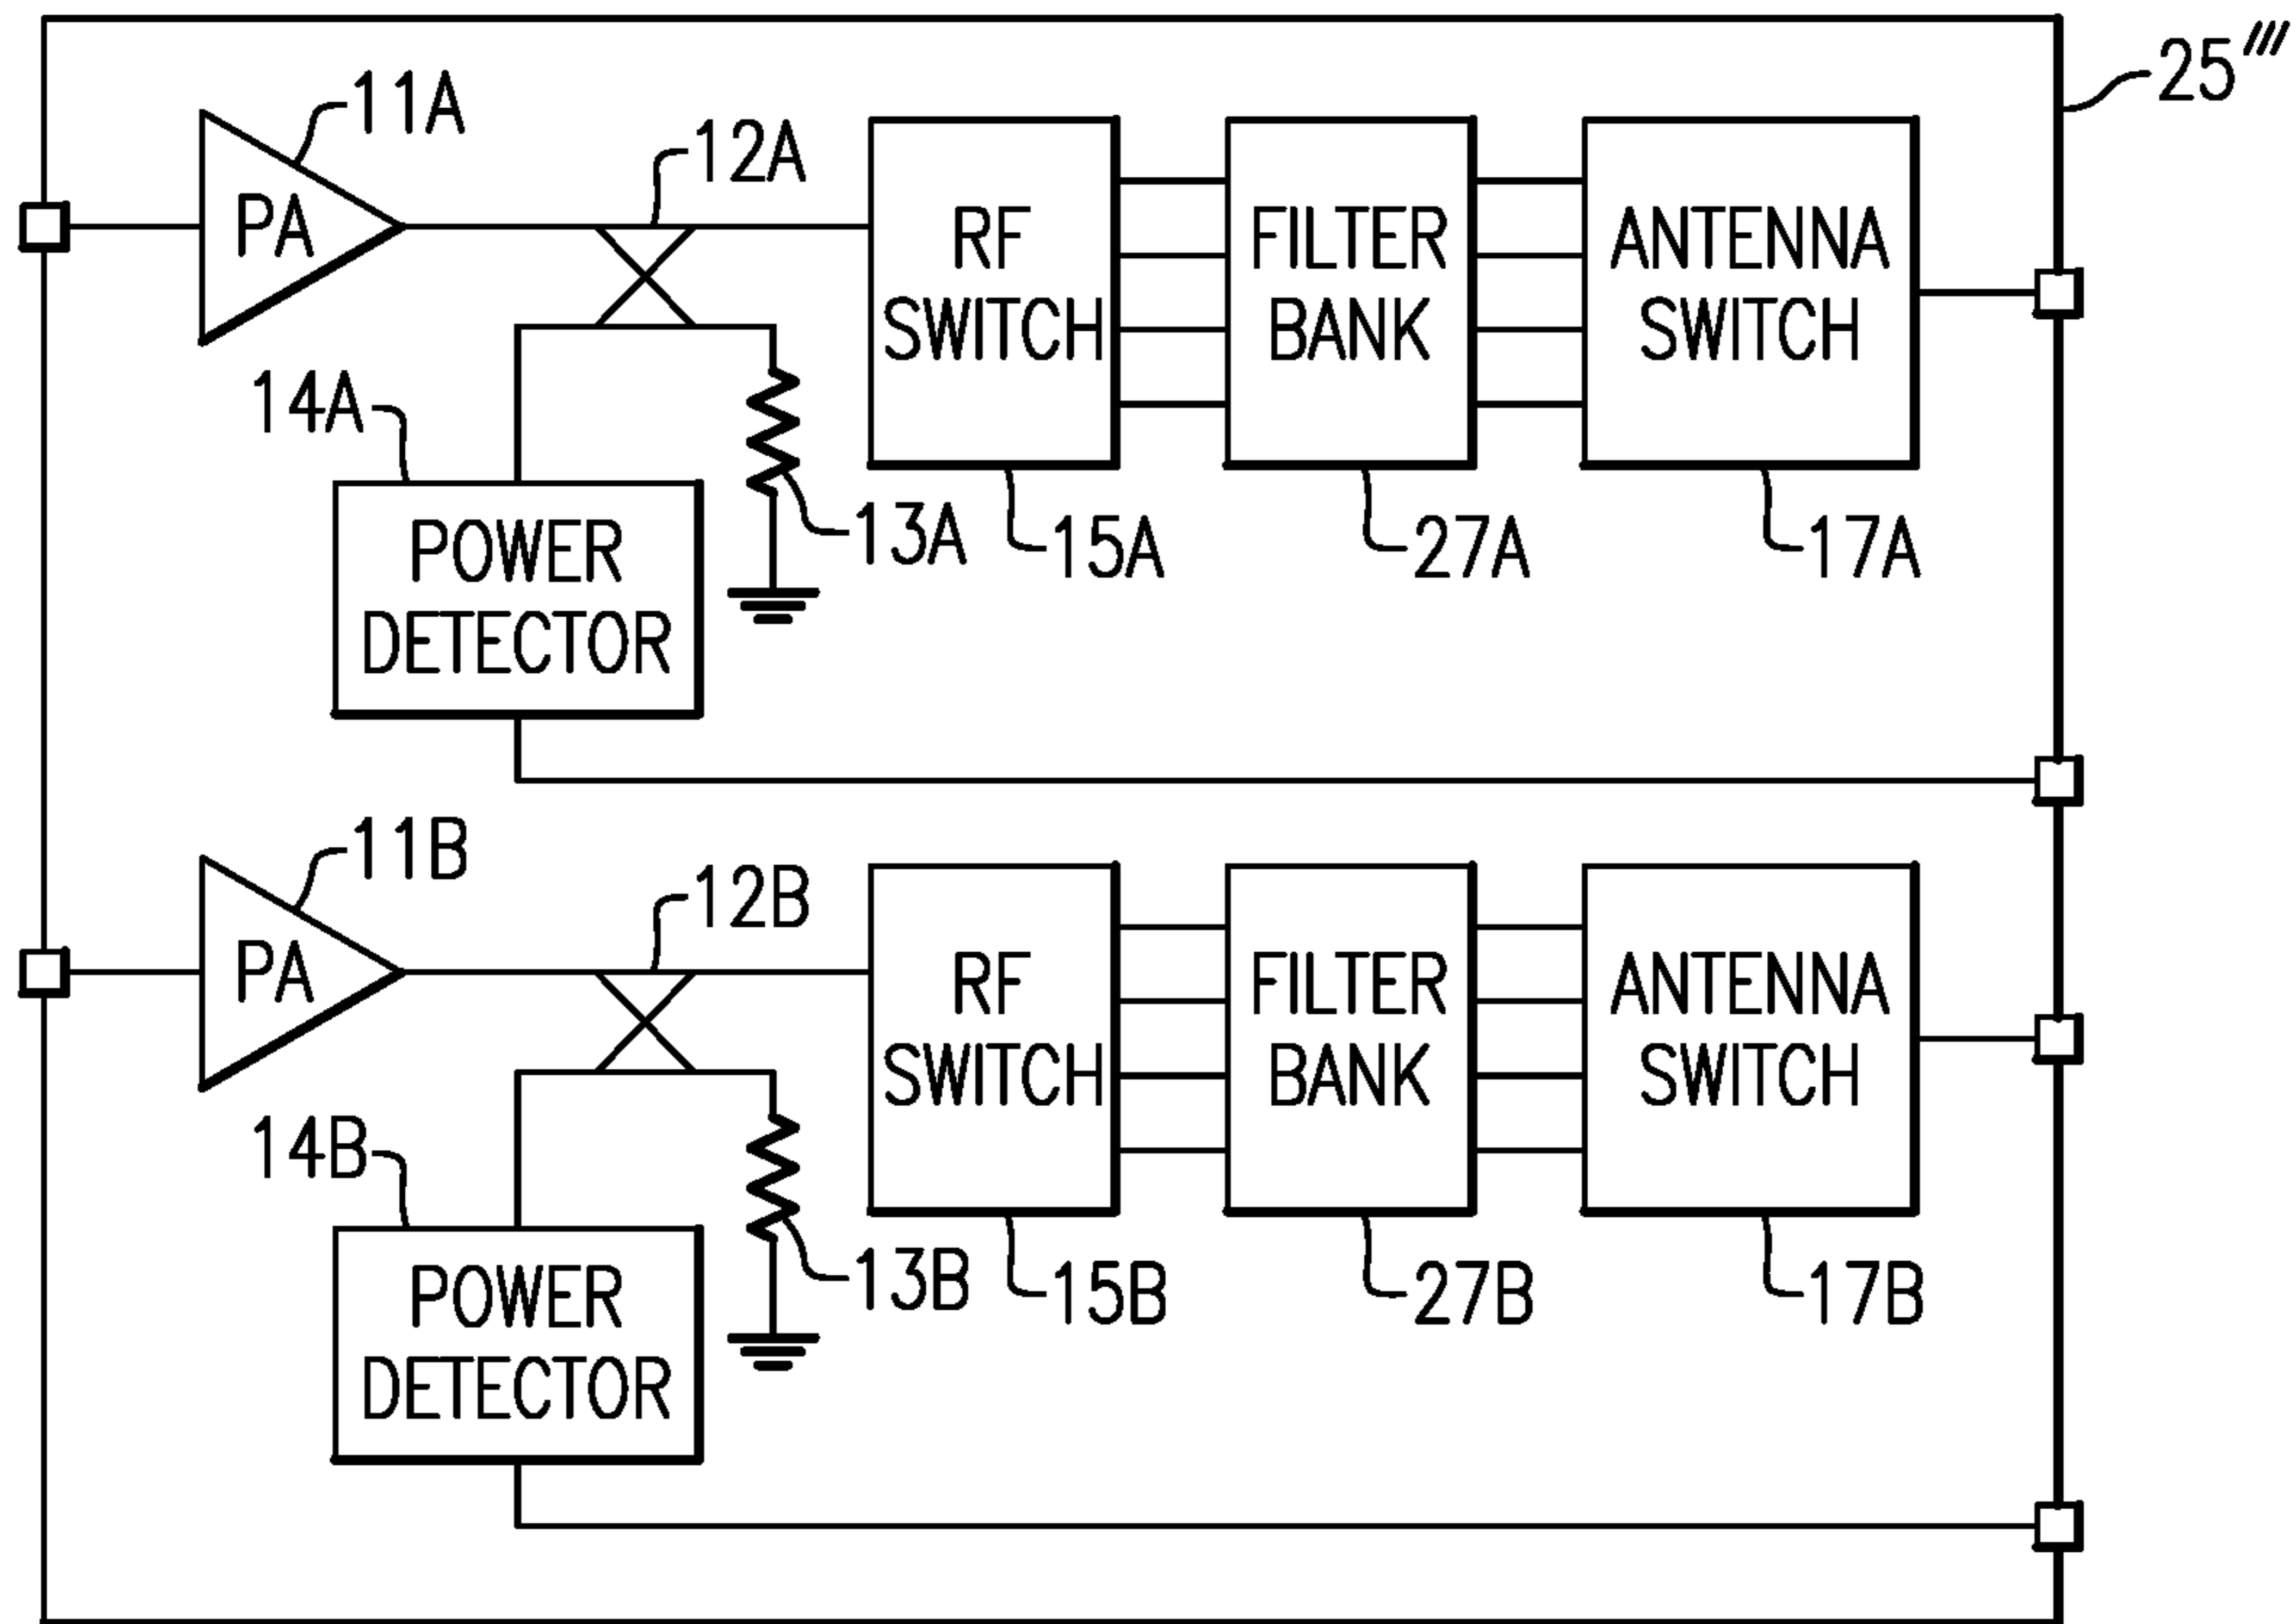 25‴
11A
PA
12A
RF
SWITCH
FILTER
BANK
ANTENNA
SWITCH
14A
POWER
DETECTOR
13A
15A
27A
17A
11B
PA
12B
RF
SWITCH
FILTER
BANK
ANTENNA
SWITCH
14B
POWER
DETECTOR
13B
15B
27B
17B